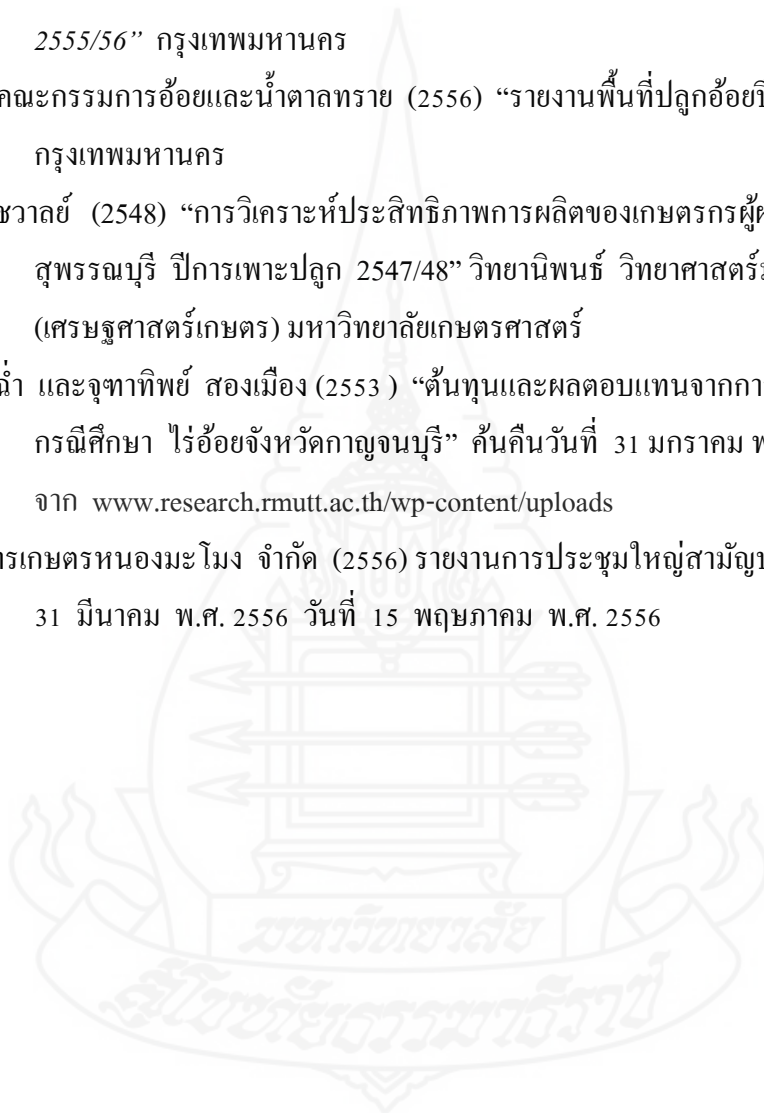 2555/56” กรุงเทพมหานคร
คณะกรรมการอ้อยและน้ำตาลทราย (2556) “รายงานพื้นที่ปลูกอ้อย
กรุงเทพมหานคร
(2548) “การวิเคราะห์ประสิทธิภาพการผลิตของเกษตรกร
สุพรรณบุรี ปีการเพาะปลูก 2547/48” วิทยานิพนธ์ วิทยาศาสตร์
(เศรษฐศาสตร์เกษตร) มหาวิทยาลัยเกษตรศาสตร์
และจุฑาทิพย์ สองเมือง (2553 ) “ต้นทุนและผลตอบแทนจาก
กรณีศึกษา ไร่อ้อยจังหวัดกาญจนบุรี” ค้นคืนวันที่ 31 มกราคม
จาก www.research.rmutt.ac.th/wp-content/uploads
เกษตรหนองมะโมง จำกัด (2556) รายงานการประชุมใหญ่สามัญ
31 มีนาคม พ.ศ. 2556 วันที่ 15 พฤษภาคม พ.ศ. 2556
มหาวิทยาลัย
สุโขทัยธรรมาธิราช